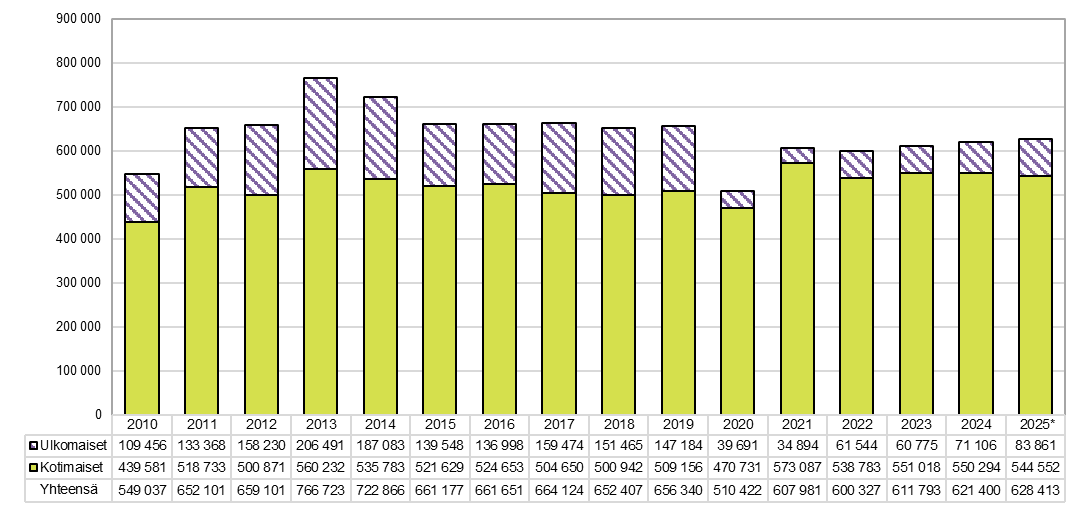 900 000
800 000
700 000
600 000
500 000
400 000
300 000
200 000
100 000
0
2010 2011 2012 2013 2014 2015 2016 2017 2018 2019 2020 2021 2022 2023 2024 2025*
Ulkomaiset 109 456 133 368 158 230 206 491 187 083 139 548 136 998 159 474 151 465 147 184 39 691 34 894 61 544 60 775 71 106 83 861
Kotimaiset 439 581 518 733 500 871 560 232 535 783 521 629 524 653 504 650 500 942 509 156 470 731 573 087 538 783 551 018 550 294 544 552
Yhteensä 549 037 652 101 659 101 766 723 722 866 661 177 661 651 664 124 652 407 656 340 510 422 607 981 600 327 611 793 621 400 628 413